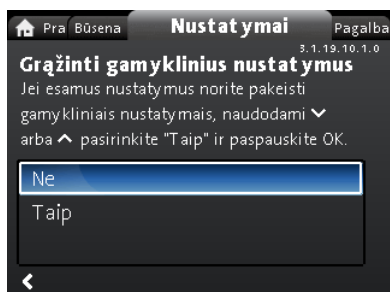 Pra Būsena Nustatymai Pagalba
3.1.19.10.1.0
Grąžinti gamyklinius nustatymus
Jei esamus nustatymus norite pakeisti
gamykliniais nustatymais, naudodami
arba pasirinkite "Taip" ir paspauskite OK.
Ne
Taip